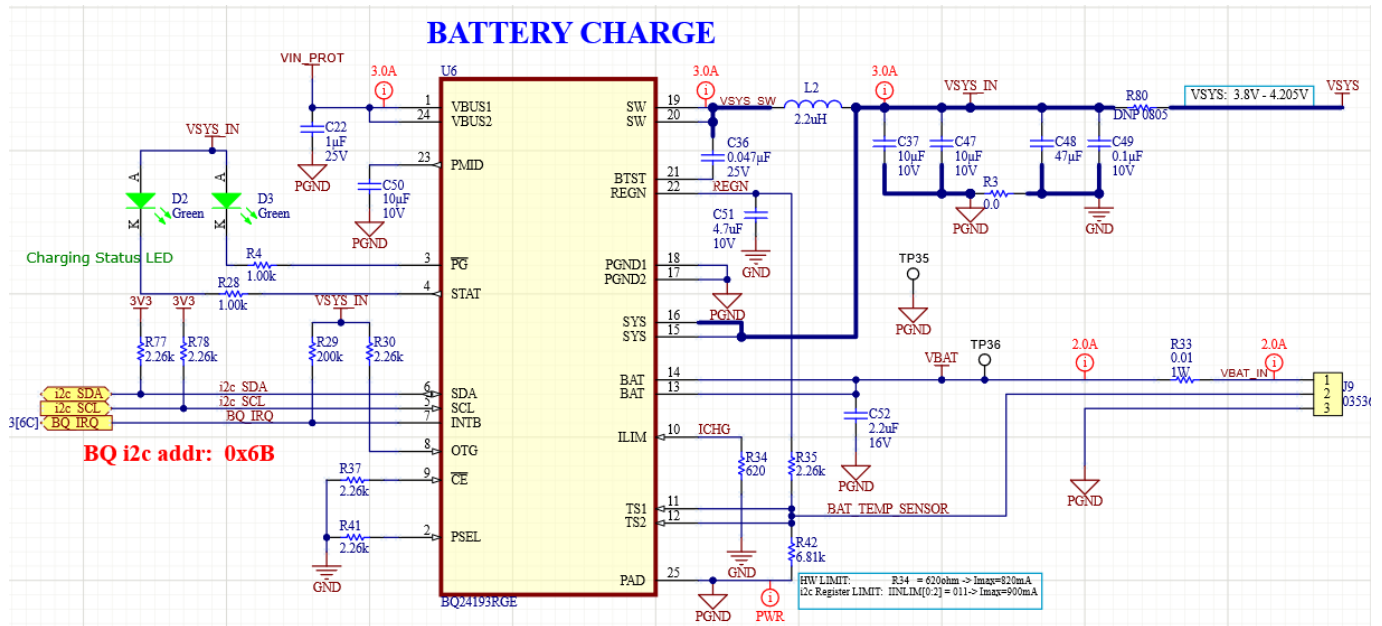 BATTERY CHARGE
VIN_PROT
3.0A
U6
3.0A
3.0A
VSYS_IN
VSYS
L2
2.2uH
R80
DNP 0805
VSYS: 3.8V - 4.205V
1
24
VBUS1
VBUS2
SW
SW
19
20
VSYS_SW
C22
1µF
25V
PGND
VSYS_IN
23
PMID
C50
10µF
10V
PGND
C36
0.047µF
25V
BTST
REGN
21
22
REGN
C51
4.7uF
10V
GND
C37
10µF
10V
C47
10µF
10V
C48
47µF
C49
0.1µF
10V
R3
0.0
PGND
GND
A
A
D2
Green
D3
Green
K
K
Charging Status LED
R4
1.00k
R28
1.00k
3
PG
4
STAT
PGND1
PGND2
18
17
PGND
TP35
PGND
3V3
3V3
VSYS_IN
R77
2.26k
R78
2.26k
R29
200k
R30
2.26k
SYS
SYS
16
15
VBAT
TP36
2.0A
R33
0.01
1W
2.0A
VBAT_IN
BAT
BAT
14
13
C52
2.2uF
16V
PGND
PGND
1
2
3
J9
03536
i2c_SDA
i2c_SCL
BQ_IRQ
3[6C]
i2c_SDA
i2c_SCL
BQ_IRQ
6
5
7
SDA
SCL
INTB
BQ i2c addr: 0x6B
8
OTG
ILIM
10
ICHG
R34
620
R35
2.26k
R37
2.26k
9
CE
R41
2.26k
2
PSEL
GND
TS1
TS2
11
12
BAT_TEMP_SENSOR
R42
6.81k
GND
PAD
25
PGND
PWR
BQ24193RGE
HW LIMIT: R34 = 620ohm -> Imax=820mA
i2c Register LIMIT: IINLIM[0:2] = 011-> Imax=900mA